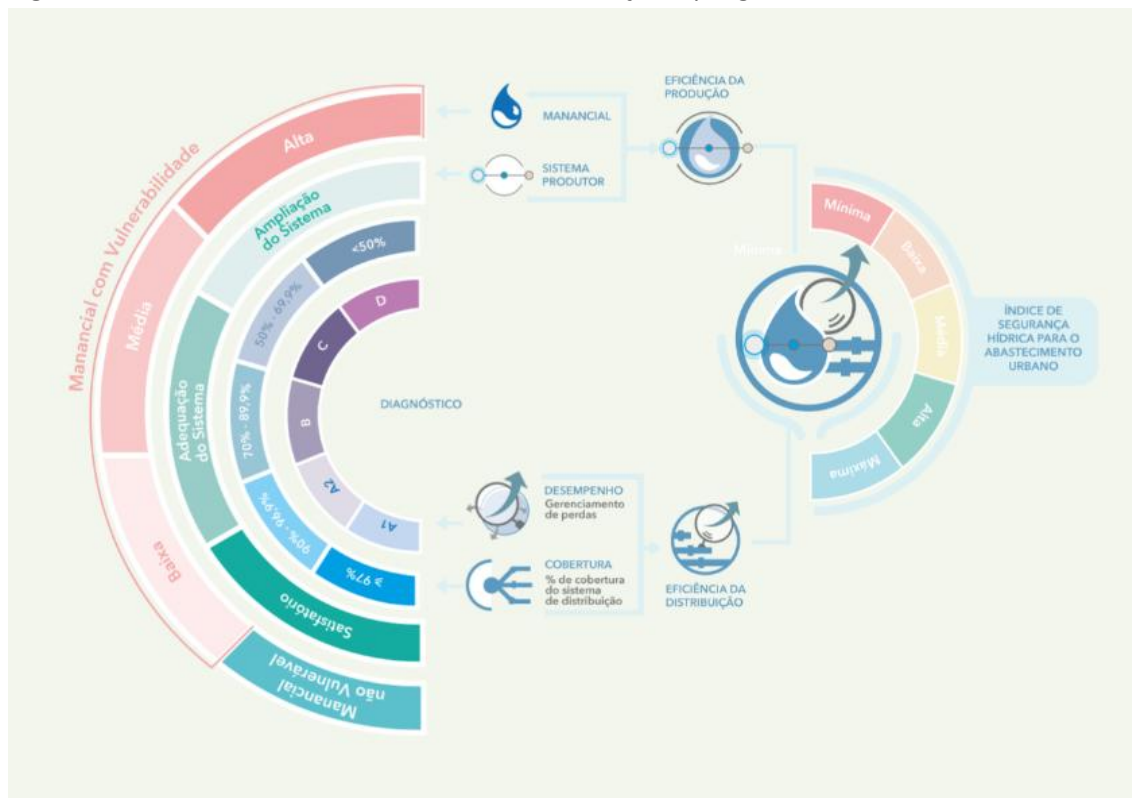 EFICIÊNCIA DA
PRODUÇÃO
MANANCIAL
SISTEMA
PRODUTOR
Manancial com Vulnerabilidade
Alta
Média
Baixa
Manancial
não Vulnerável
Ampliação
do Sistema
Adequação
do Sistema
Satisfatório
<50%
50% - 69,9%
70% - 89,9%
90% - 96,9%
≥ 97%
D
C
B
A2
A1
DIAGNÓSTICO
DESEMPENHO
Gerenciamento
de perdas
COBERTURA
% de cobertura
do sistema
de distribuição
EFICIÊNCIA DA
DISTRIBUIÇÃO
Mínima
Mínima
Baixa
Média
Alta
Máxima
ÍNDICE DE
SEGURANÇA
HÍDRICA PARA O
ABASTECIMENTO
URBANO